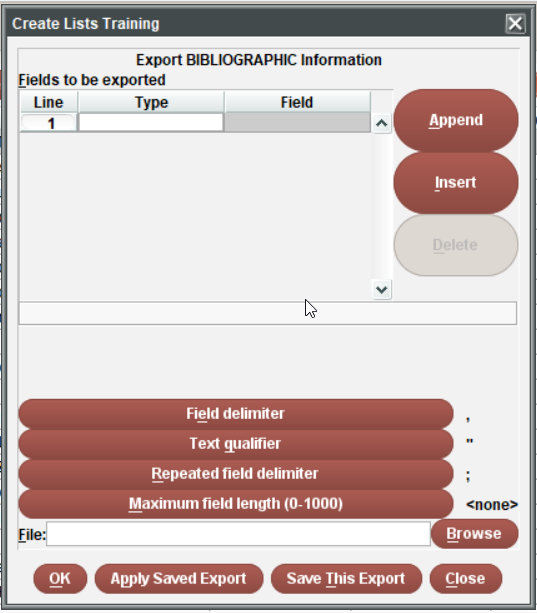 Create Lists Training
Export BIBLIOGRAPHIC Information
Fields to be exported
Line Type Field
1
Append
Insert
Delete
Field delimiter ,
Text qualifier "
Repeated field delimiter ;
Maximum field length (0-1000) <none>
File: Browse
OK Apply Saved Export Save This Export Close